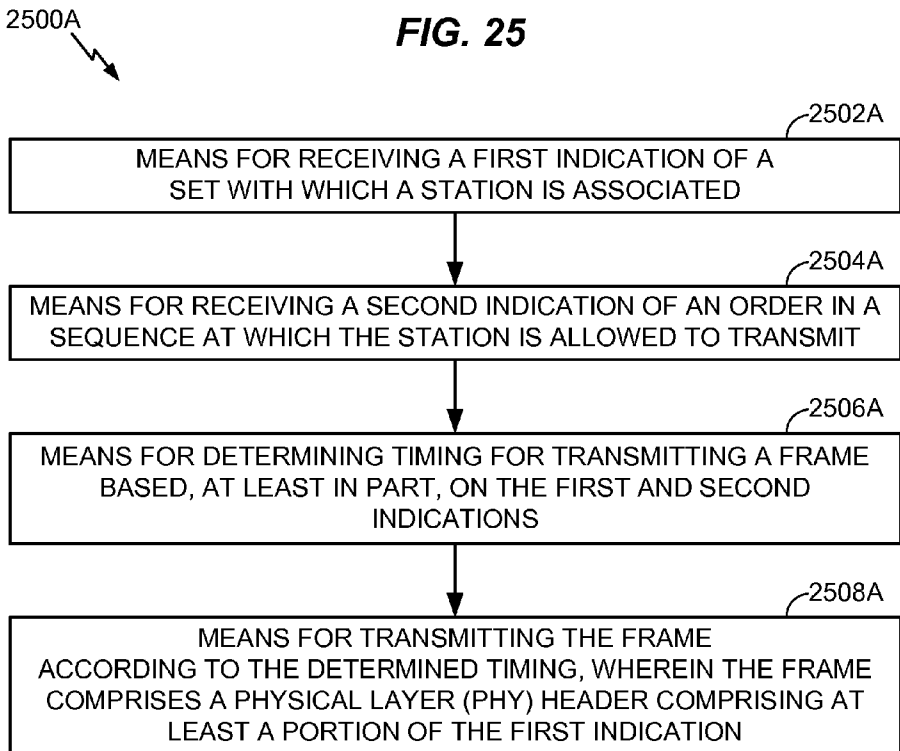 2500A
FIG. 25
2502A
MEANS FOR RECEIVING A FIRST INDICATION OF A
SET WITH WHICH A STATION IS ASSOCIATED
2504A
MEANS FOR RECEIVING A SECOND INDICATION OF AN ORDER IN A
SEQUENCE AT WHICH THE STATION IS ALLOWED TO TRANSMIT
2506A
MEANS FOR DETERMINING TIMING FOR TRANSMITTING A FRAME
BASED, AT LEAST IN PART, ON THE FIRST AND SECOND
INDICATIONS
2508A
MEANS FOR TRANSMITTING THE FRAME
ACCORDING TO THE DETERMINED TIMING, WHEREIN THE FRAME
COMPRISES A PHYSICAL LAYER (PHY) HEADER COMPRISING AT
LEAST A PORTION OF THE FIRST INDICATION